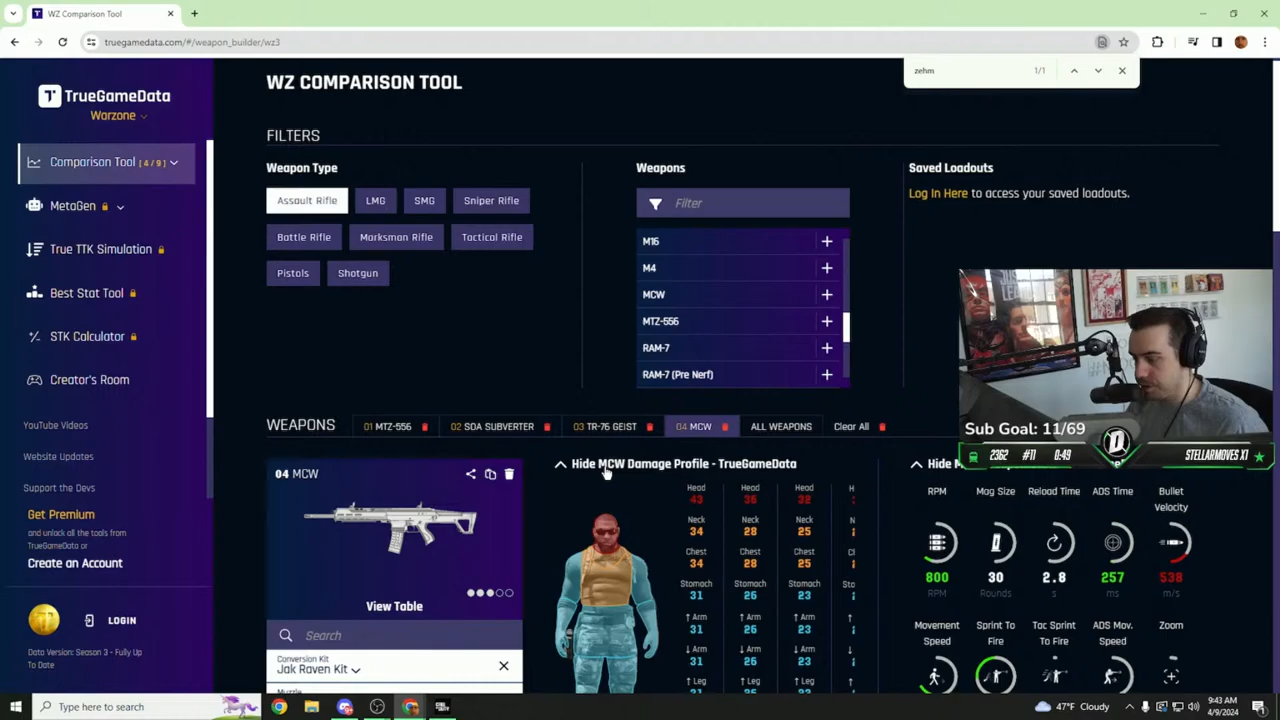 WZ Comparison Tool
truegamedata.com/#/weapon_builder/wz3
zehm
1/1
TrueGameData
Warzone
Comparison Tool [4/9]
MetaGen
True TTK Simulation
Best Stat Tool
STK Calculator
Creator's Room
YouTube Videos
Website Updates
Support the Devs
Get Premium
and unlock all the tools from
TrueGameData or
Create an Account
LOGIN
Data Version: Season 3 - Fully Up
To Date
WZ COMPARISON TOOL
FILTERS
Weapon Type
Assault Rifle
LMG
SMG
Sniper Rifle
Battle Rifle
Marksman Rifle
Tactical Rifle
Pistols
Shotgun
Weapons
Filter
M16
M4
MCW
MTZ-556
RAM-7
RAM-7 (Pre Nerf)
Saved Loadouts
Log In Here to access your saved loadouts.
WEAPONS
01 MTZ-556
02 SOA SUBVERTER
03 TR-76 GEIST
04 MCW
ALL WEAPONS
Clear All
04 MCW
View Table
Search
Conversion Kit
Jak Raven Kit
Muzzle
Hide MCW Damage Profile - TrueGameData
Head Head Head H
43 36 32
Neck Neck Neck
34 28 25
Chest Chest Chest
34 28 25
Stomach Stomach Stomach
31 26 23
↑ Arm ↑ Arm ↑ Arm
31 26 23
↓ Arm ↓ Arm ↓ Arm
31 26 23
↑ Leg ↑ Leg ↑ Leg
Hide
RPM
Mag Size
Reload Time
ADS Time
Bullet
Velocity
800
30
2.8
257
538
RPM
Rounds
s
ms
m/s
Movement
Speed
Sprint To
Fire
Tac Sprint
To Fire
ADS Mov.
Speed
Zoom
Sub Goal: 11/69
2362 #11 0:49
STELLARMOVES X1
Type here to search
47°F Cloudy
9:43 AM
4/9/2024